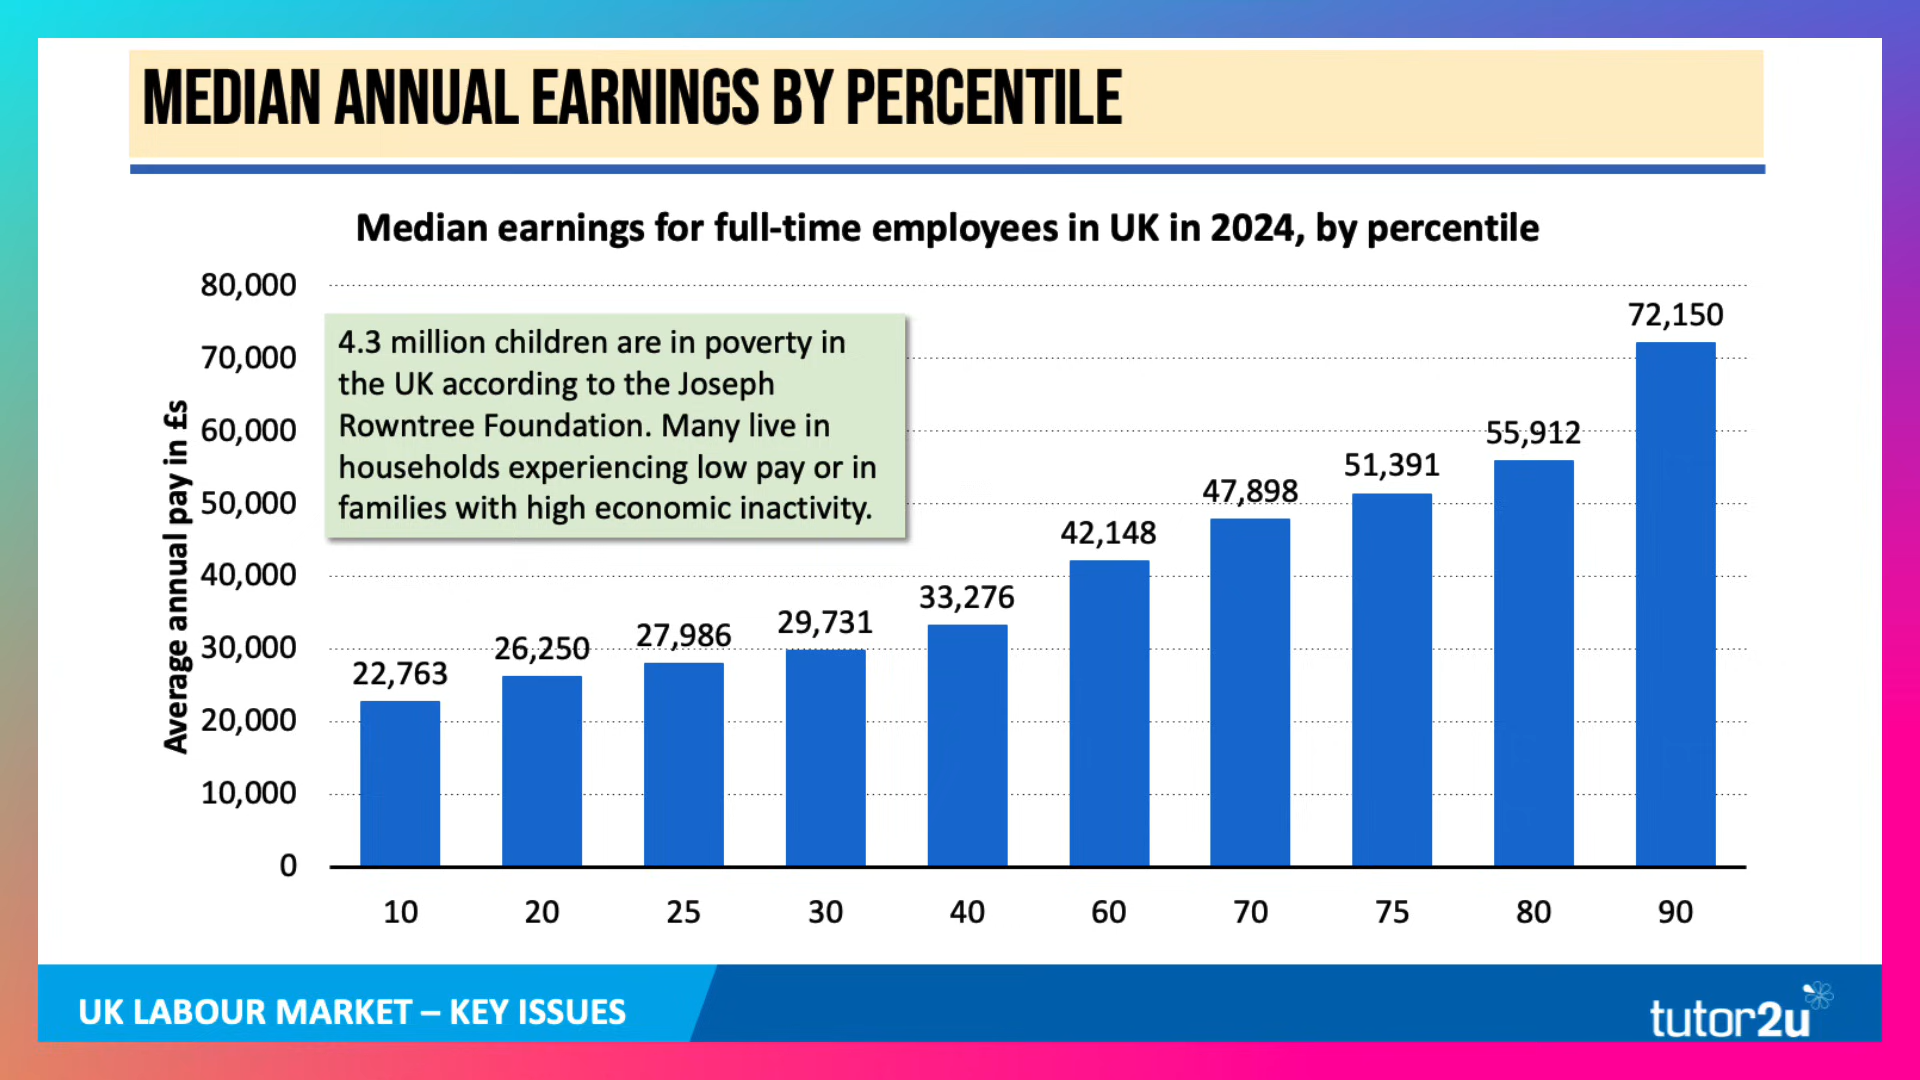 MEDIAN ANNUAL EARNINGS BY PERCENTILE
Median earnings for full-time employees in UK in 2024, by percentile
Average annual pay in £s
80,000
70,000
60,000
50,000
40,000
30,000
20,000
10,000
0
4.3 million children are in poverty in
the UK according to the Joseph
Rowntree Foundation. Many live in
households experiencing low pay or in
families with high economic inactivity.
22,763
26,250
27,986
29,731
33,276
42,148
47,898
51,391
55,912
72,150
10
20
25
30
40
60
70
75
80
90
UK LABOUR MARKET – KEY ISSUES
tutor2u